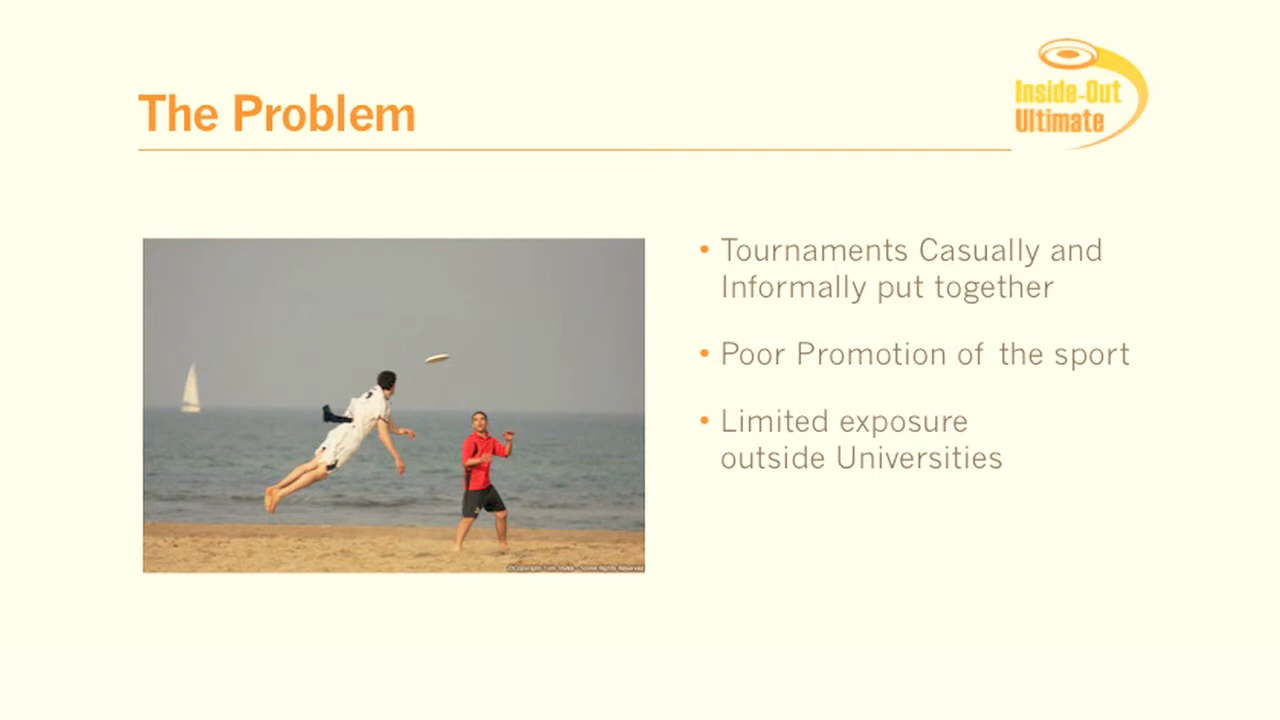 The Problem
Inside-Out
Ultimate
• Tournaments Casually and
Informally put together
• Poor Promotion of the sport
• Limited exposure
outside Universities